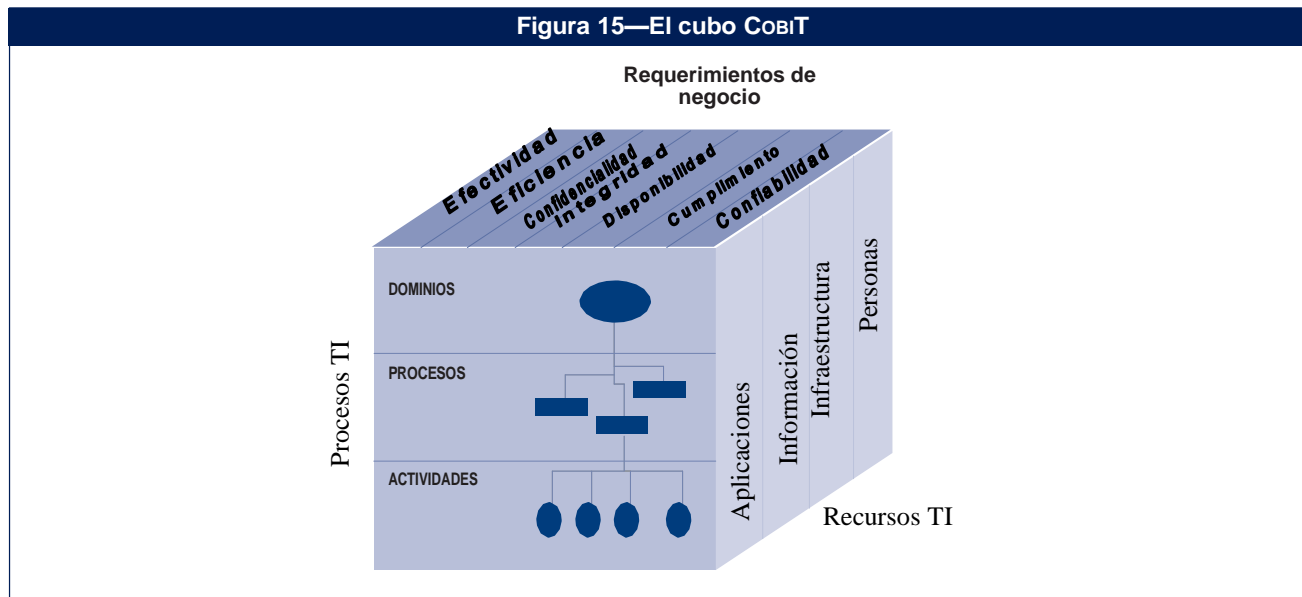 Figura 15—El cubo COBIT
Requerimientos de
negocio
Efectividad
Eficiencia
Confidencialidad
Integridad
Disponibilidad
Cumplimiento
Confiabilidad
Procesos TI
DOMINIOS
PROCESOS
ACTIVIDADES
Aplicaciones
Información
Infraestructura
Personas
Recursos TI